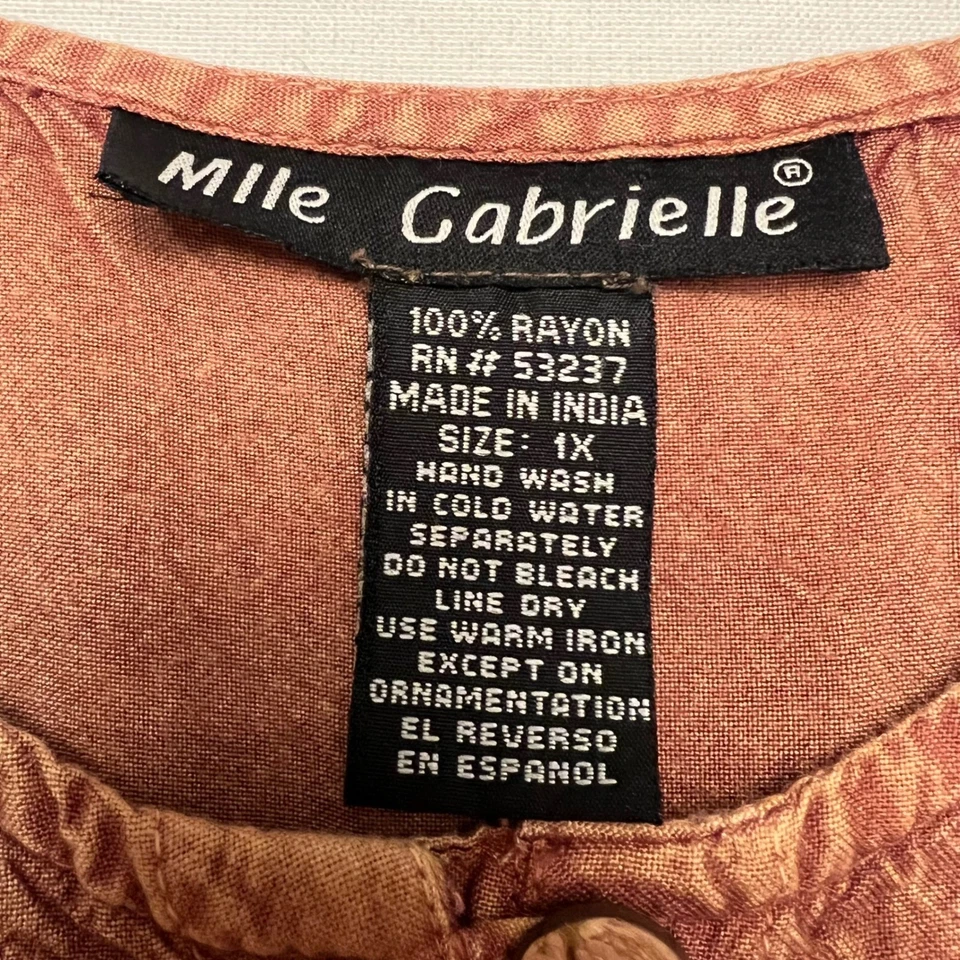 Mlle Gabrielle®
100% RAYON
RN # 53237
MADE IN INDIA
SIZE: 1X
HAND WASH
IN COLD WATER
SEPARATELY
DO NOT BLEACH
LINE DRY
USE WARM IRON
EXCEPT ON
ORNAMENTATION
EL REVERSO
EN ESPANOL